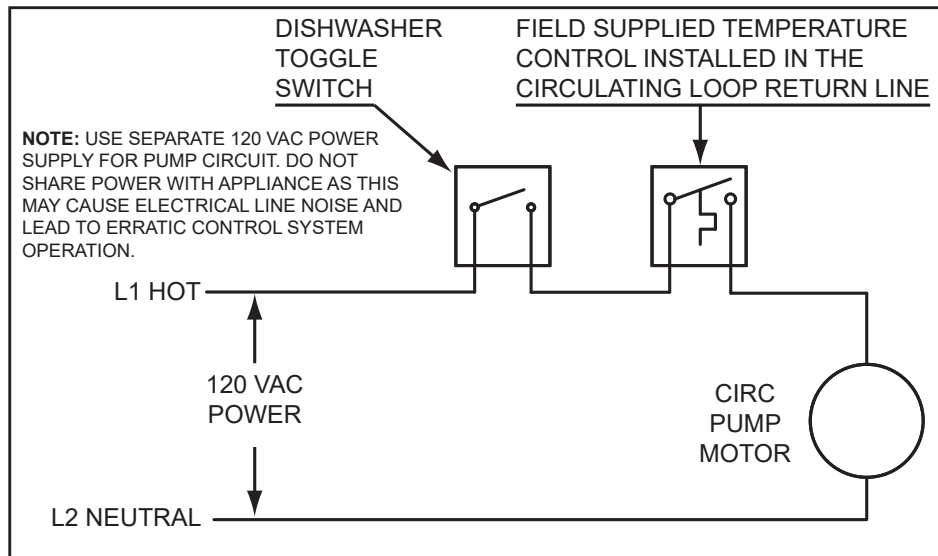 DISHWASHER
TOGGLE
SWITCH
FIELD SUPPLIED TEMPERATURE
CONTROL INSTALLED IN THE
CIRCULATING LOOP RETURN LINE
NOTE: USE SEPARATE 120 VAC POWER
SUPPLY FOR PUMP CIRCUIT. DO NOT
SHARE POWER WITH APPLIANCE AS THIS
MAY CAUSE ELECTRICAL LINE NOISE AND
LEAD TO ERRATIC CONTROL SYSTEM
OPERATION.
L1 HOT
120 VAC
POWER
CIRC
PUMP
MOTOR
L2 NEUTRAL